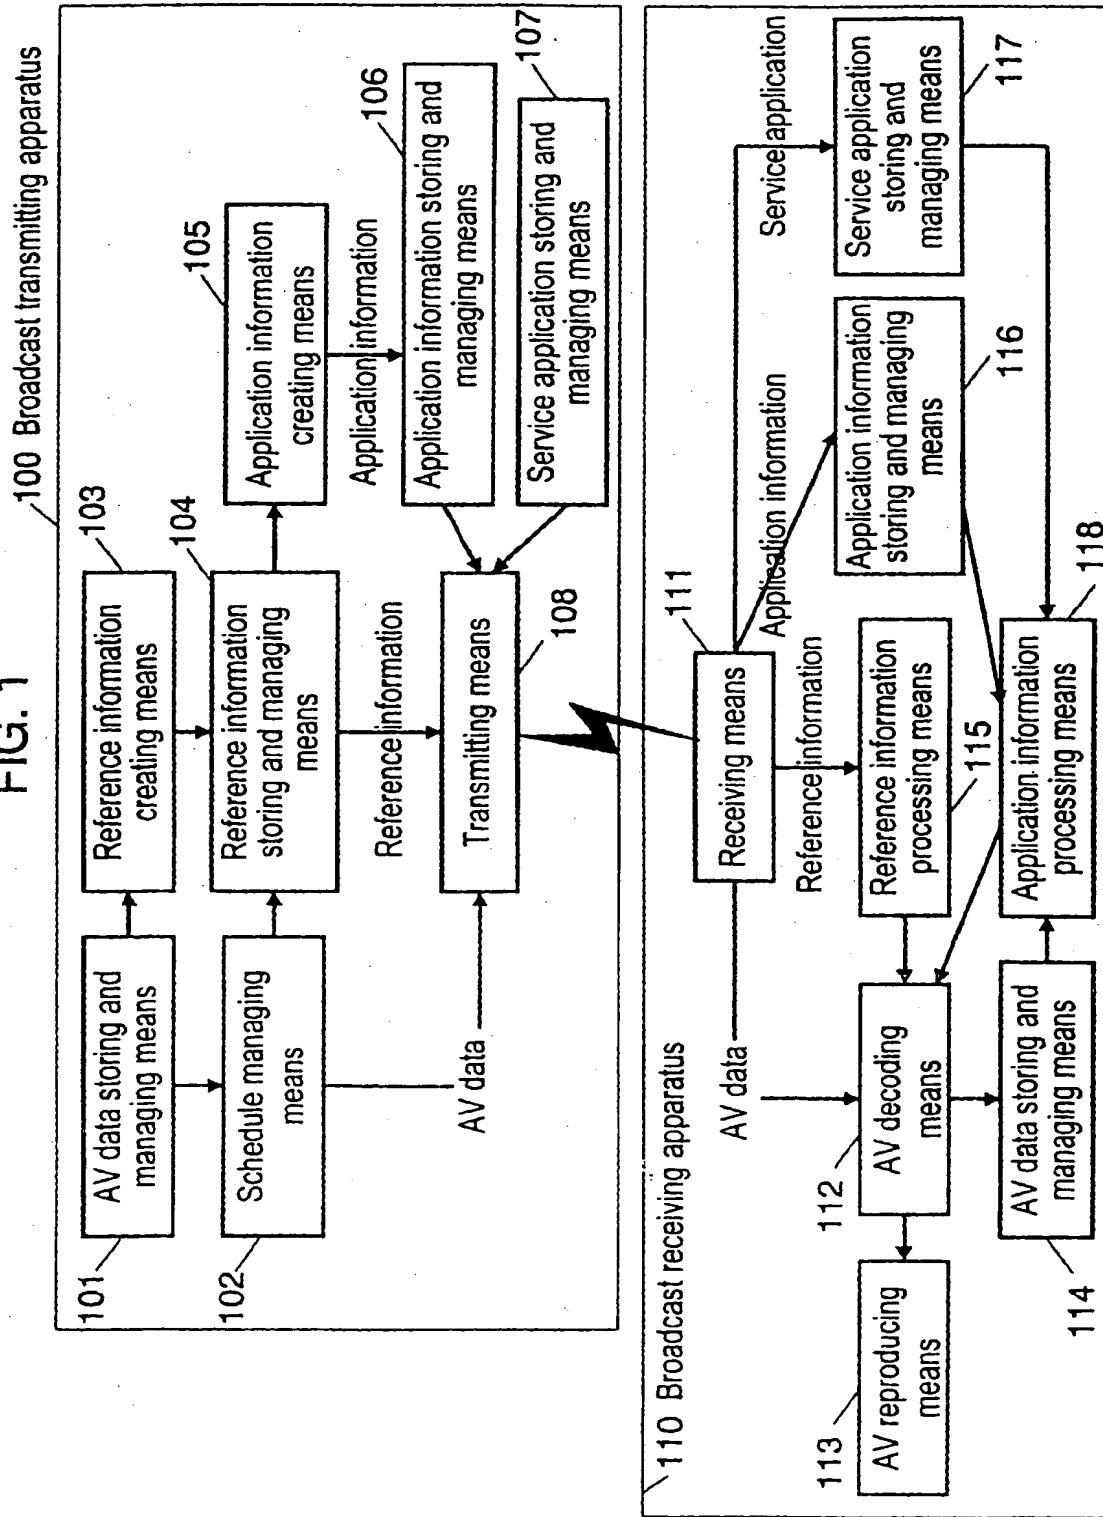 FIG. 1
100 Broadcast transmitting apparatus
101
AV data storing and
managing means
103
Reference information
creating means
102
Schedule managing
means
104
Reference information
storing and managing
means
105
Application information
creating means
Application information
106
Application information storing and
managing means
107
Service application storing and
managing means
AV data
Reference information
Transmitting means
108
110 Broadcast receiving apparatus
111
Receiving means
AV data
Reference information
Application information
Service application
113
AV reproducing
means
112
AV decoding
means
Reference information
processing means
115
Application information
storing and managing
means
116
Service application
storing and
managing means
117
114
AV data storing and
managing means
Application information
processing means
118